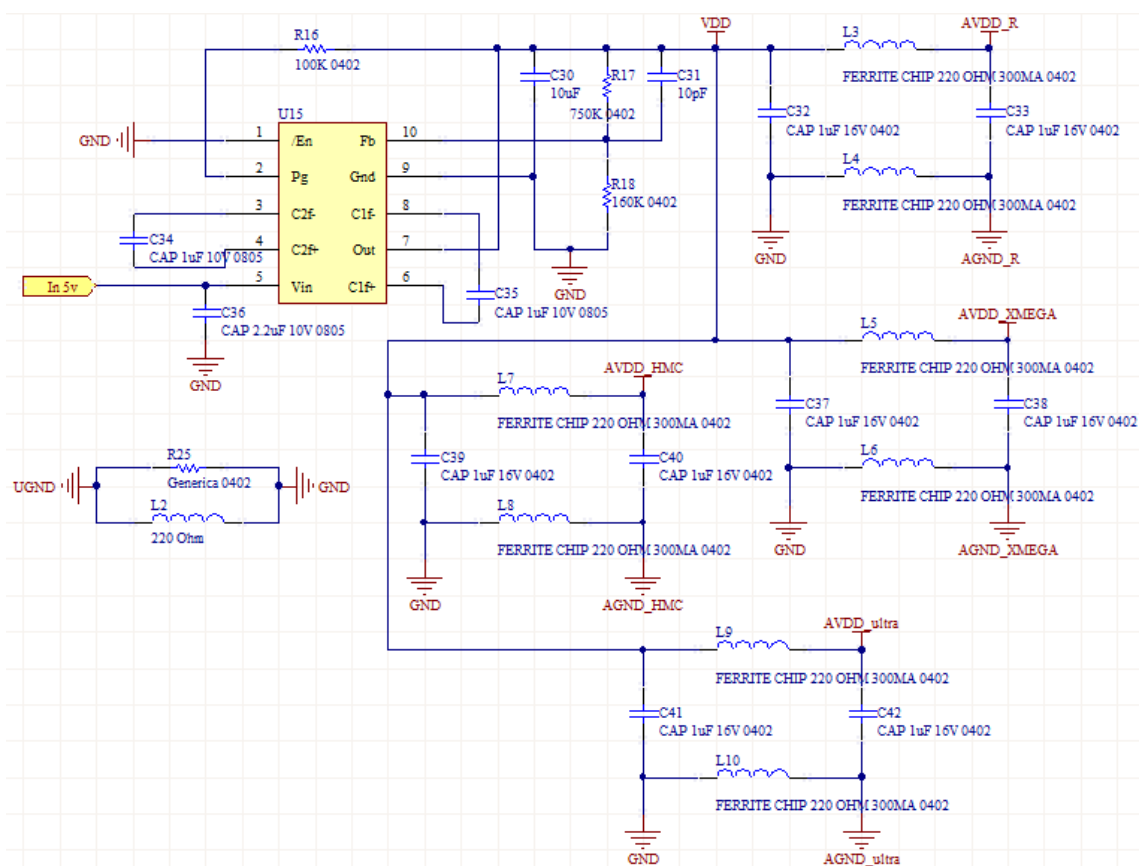 VDD
AVDD_R
R16
100K 0402
L3
FERRITE CHIP 220 OHM 300MA 0402
C30
10uF
R17
750K 0402
C31
10pF
C32
CAP 1uF 16V 0402
C33
CAP 1uF 16V 0402
U15
GND
1
/En
Fb
10
2
Pg
Gnd
9
3
C2f-
C1f-
8
4
C2f+
Out
7
5
Vin
C1f+
6
R18
160K 0402
L4
FERRITE CHIP 220 OHM 300MA 0402
GND
AGND_R
C34
CAP 1uF 10V 0805
In 5v
C36
CAP 2.2uF 10V 0805
GND
C35
CAP 1uF 10V 0805
GND
AVDD_XMEGA
L5
FERRITE CHIP 220 OHM 300MA 0402
C37
CAP 1uF 16V 0402
C38
CAP 1uF 16V 0402
L6
FERRITE CHIP 220 OHM 300MA 0402
GND
AGND_XMEGA
AVDD_HMC
L7
FERRITE CHIP 220 OHM 300MA 0402
C39
CAP 1uF 16V 0402
C40
CAP 1uF 16V 0402
L8
FERRITE CHIP 220 OHM 300MA 0402
GND
AGND_HMC
R25
Generica 0402
UGND
GND
L2
220 Ohm
AVDD_ultra
L9
FERRITE CHIP 220 OHM 300MA 0402
C41
CAP 1uF 16V 0402
C42
CAP 1uF 16V 0402
L10
FERRITE CHIP 220 OHM 300MA 0402
GND
AGND_ultra